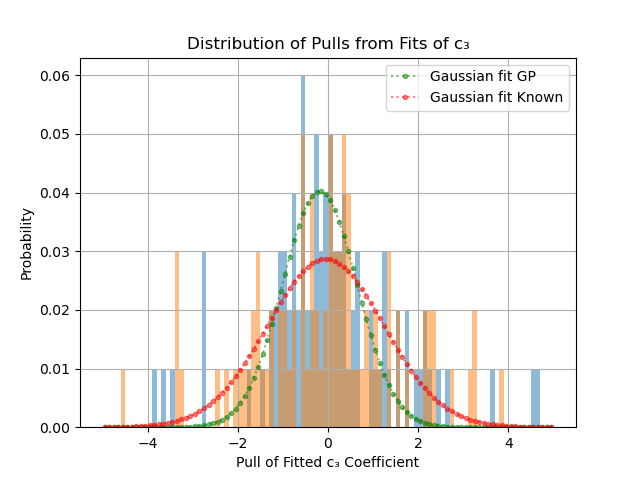 Distribution of Pulls from Fits of c₃
Gaussian fit GP
Gaussian fit Known
0.06
0.05
0.04
0.03
0.02
0.01
0.00
Probability
−4
−2
0
2
4
Pull of Fitted c₃ Coefficient